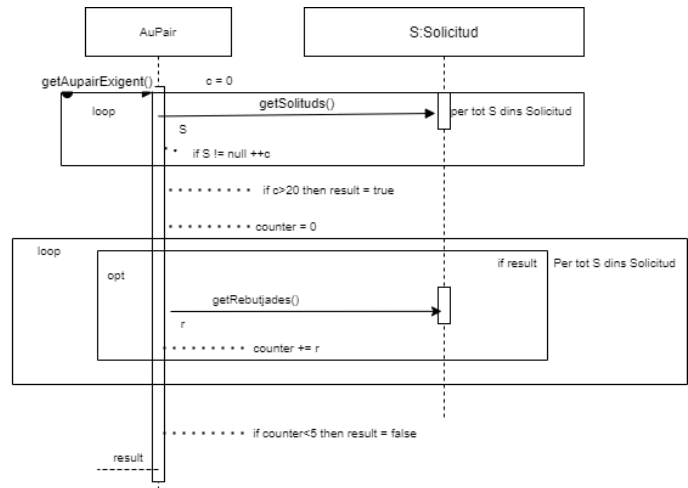 AuPair
S:Solicitud
getAupairExigent()
c = 0
loop
getSolituds()
per tot S dins Solicitud
S
if S != null ++c
if c>20 then result = true
counter = 0
loop
if result
Per tot S dins Solicitud
opt
getRebutjades()
r
counter += r
if counter<5 then result = false
result